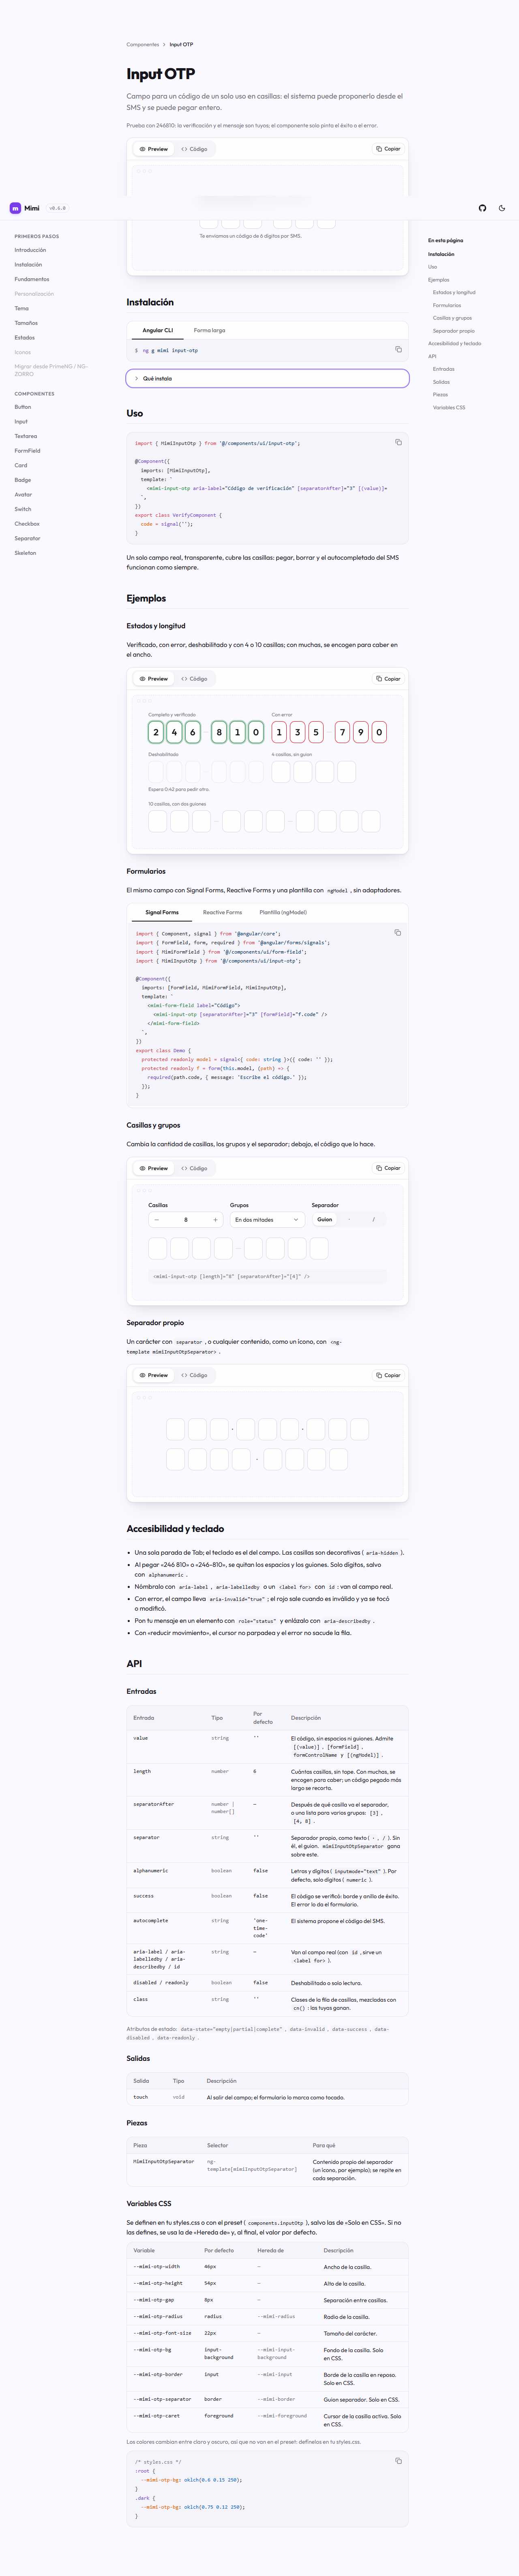 Componentes > Input OTP
Input OTP
Campo para un código de un solo uso en casillas: el sistema puede proponerlo desde el
SMS y se puede pegar entero.
Prueba con 246810: la verificación y el mensaje son tuyos; el componente solo pinta el éxito o el error.
Preview
Código
Copiar
m Mimi v0.6.0
Te enviamos un código de 6 dígitos por SMS.
PRIMEROS PASOS
Introducción
Instalación
Fundamentos
Personalización
Tema
Tamaños
Estados
Iconos
Migrar desde PrimeNG / NG-
ZORRO
COMPONENTES
Button
Input
Textarea
FormField
Card
Badge
Avatar
Switch
Checkbox
Separator
Skeleton
En esta página
Instalación
Uso
Ejemplos
Estados y longitud
Formularios
Casillas y grupos
Separador propio
Accesibilidad y teclado
API
Entradas
Salidas
Piezas
Variables CSS
Instalación
Angular CLI
Forma larga
$ ng g mimi input-otp
> Qué instala
Uso
import { MimiInputOtp } from '@/components/ui/input-otp';
@Component({
imports: [MimiInputOtp],
template: `
<mimi-input-otp aria-label="Código de verificación" [separatorAfter]="3" [(value)]=
`,
})
export class VerifyComponent {
code = signal('');
}
Un solo campo real, transparente, cubre las casillas: pegar, borrar y el autocompletado del SMS
funcionan como siempre.
Ejemplos
Estados y longitud
Verificado, con error, deshabilitado y con 4 o 10 casillas; con muchas, se encogen para caber en
el ancho.
Preview
Código
Copiar
Completo y verificado
Con error
2 4 6 – 8 1 0
1 3 5 – 7 9 0
Deshabilitado
4 casillas, sin guion
Espera 0:42 para pedir otro.
10 casillas, con dos guiones
Formularios
El mismo campo con Signal Forms, Reactive Forms y una plantilla con ngModel, sin adaptadores.
Signal Forms
Reactive Forms
Plantilla (ngModel)
import { Component, signal } from '@angular/core';
import { FormField, form, required } from '@angular/forms/signals';
import { MimiFormField } from '@/components/ui/form-field';
import { MimiInputOtp } from '@/components/ui/input-otp';
@Component({
imports: [FormField, MimiFormField, MimiInputOtp],
template: `
<mimi-form-field label="Código">
<mimi-input-otp [separatorAfter]="3" [formField]="f.code" />
</mimi-form-field>
`,
})
export class Demo {
protected readonly model = signal<{ code: string }>({ code: '' });
protected readonly f = form(this.model, (path) => {
required(path.code, { message: 'Escribe el código.' });
});
}
Casillas y grupos
Cambia la cantidad de casillas, los grupos y el separador; debajo, el código que lo hace.
Preview
Código
Copiar
Casillas
Grupos
Separador
− 8 +
En dos mitades
Guion
·
/
<mimi-input-otp [length]="8" [separatorAfter]="[4]" />
Separador propio
Un carácter con separator, o cualquier contenido, como un icono, con <ng-
template mimiInputOtpSeparator>.
Preview
Código
Copiar
Accesibilidad y teclado
• Una sola parada de Tab; el teclado es el del campo. Las casillas son decorativas (aria-hidden).
• Al pegar «246 810» o «246-810», se quitan los espacios y los guiones. Solo dígitos, salvo
con alphanumeric.
• Nómbralo con aria-label, aria-labelledby o un <label for> con id: van al campo real.
• Con error, el campo lleva aria-invalid="true"; el rojo sale cuando es inválido y ya se tocó
o modificó.
• Pon tu mensaje en un elemento con role="status" y enlázalo con aria-describedby.
• Con «reducir movimiento», el cursor no parpadea y el error no sacude la fila.
API
Entradas
Entrada Tipo Por defecto Descripción
value string '' El código, sin espacios ni guiones. Admite
[(value)], [formField],
formControlName y [(ngModel)].
length number 6 Cuántas casillas, sin tope. Con muchas, se
encogen para caber; un código pegado más
largo se recorta.
separatorAfter number | number[] — Después de qué casilla va el separador,
o una lista para varios grupos: [3],
[4, 8].
separator string '' Separador propio, como texto (·, /). Sin
él, el guion. mimiInputOtpSeparator gana
sobre este.
alphanumeric boolean false Letras y dígitos (inputmode="text"). Por
defecto, solo dígitos (numeric).
success boolean false El código se verificó: borde y anillo de éxito.
El error lo da el formulario.
autocomplete string 'one-time-code' El sistema propone el código del SMS.
aria-label / aria-labelledby / aria-describedby / id string — Van al campo real (con id, sirve un
<label for>).
disabled / readonly boolean false Deshabilitado o solo lectura.
class string '' Clases de la fila de casillas, mezcladas con
cn(): las tuyas ganan.
Atributos de estado: data-state="empty|partial|complete", data-invalid, data-success, data-
disabled, data-readonly.
Salidas
Salida Tipo Descripción
touch void Al salir del campo; el formulario lo marca como tocado.
Piezas
Pieza Selector Para qué
MimiInputOtpSeparator ng-template[mimiInputOtpSeparator] Contenido propio del separador
(un icono, por ejemplo); se repite en
cada separación.
Variables CSS
Se definen en tu styles.css o con el preset (components.inputOtp), salvo las de «Solo en CSS». Si no
las defines, se usa la de «Hereda de» y, al final, el valor por defecto.
Variable Por defecto Hereda de Descripción
--mimi-otp-width 46px — Ancho de la casilla.
--mimi-otp-height 54px — Alto de la casilla.
--mimi-otp-gap 8px — Separación entre casillas.
--mimi-otp-radius radius --mimi-radius Radio de la casilla.
--mimi-otp-font-size 22px — Tamaño del carácter.
--mimi-otp-bg input-background --mimi-input-background Fondo de la casilla. Solo
en CSS.
--mimi-otp-border input --mimi-input Borde de la casilla en reposo.
Solo en CSS.
--mimi-otp-separator border --mimi-border Guion separador. Solo en CSS.
--mimi-otp-caret foreground --mimi-foreground Cursor de la casilla activa. Solo
en CSS.
Los colores cambian entre claro y oscuro, así que no van en el preset: defínelos en tu styles.css.
/* styles.css */
:root {
--mimi-otp-bg: oklch(0.6 0.15 250);
}
.dark {
--mimi-otp-bg: oklch(0.75 0.12 250);
}